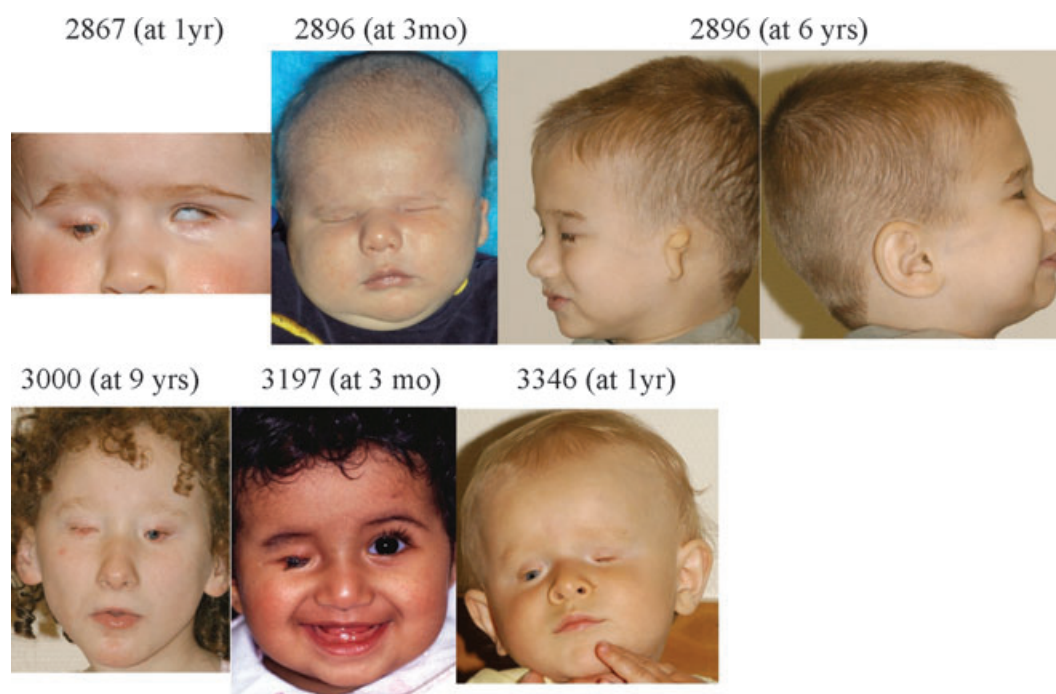 2867 (at 1yr)
2896 (at 3mo)
2896 (at 6 yrs)
3000 (at 9 yrs)
3197 (at 3 mo)
3346 (at 1yr)